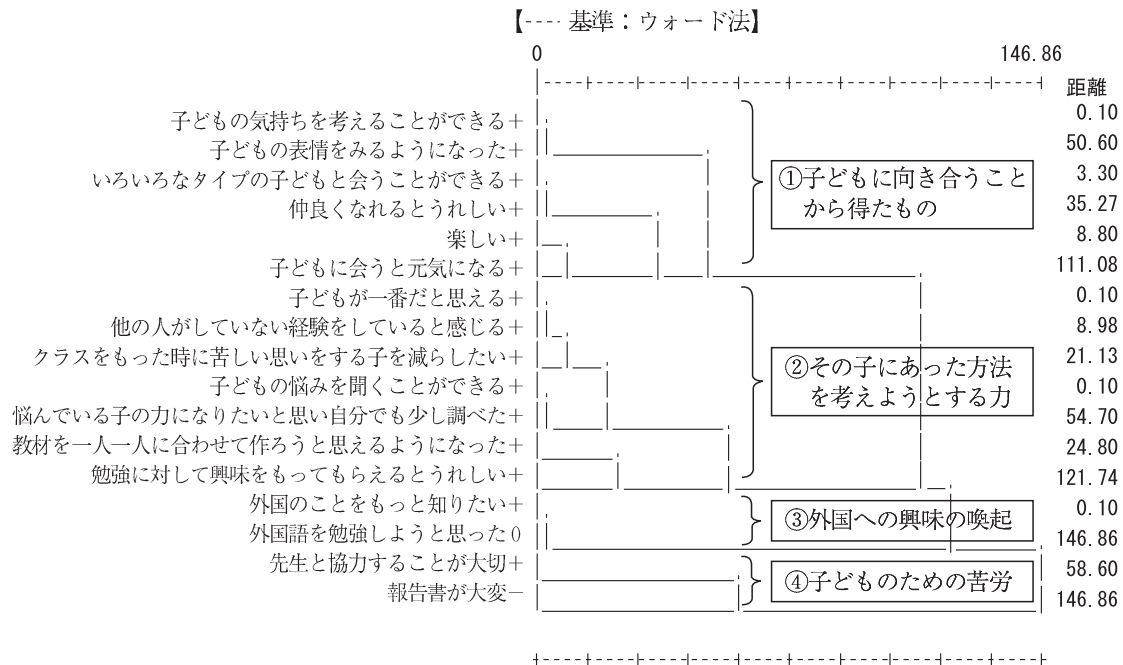 【---- 基準：ウォード法】
0 146.86
距離
子どもの気持ちを考えることができる＋ 0.10
子どもの表情をみるようになった＋ 50.60
いろいろなタイプの子どもと会うことができる＋ 3.30
①子どもに向き合うこと
から得たもの
仲良くなれるとうれしい＋ 35.27
楽しい＋ 8.80
子どもに会うと元気になる＋ 111.08
子どもが一番だと思える＋ 0.10
他の人がしていない経験をしていると感じる＋ 8.98
クラスをもった時に苦しい思いをする子を減らしたい＋ 21.13
②その子にあった方法
を考えようとする力
子どもの悩みを聞くことができる＋ 0.10
悩んでいる子の力になりたいと思い自分でも少し調べた＋ 54.70
教材を一人一人に合わせて作ろうと思えるようになった＋ 24.80
勉強に対して興味をもってもらえるとうれしい＋ 121.74
外国のことをもっと知りたい＋ 0.10
③外国への興味の喚起
外国語を勉強しようと思った０ 146.86
先生と協力することが大切＋ 58.60
④子どものための苦労
報告書が大変－ 146.86